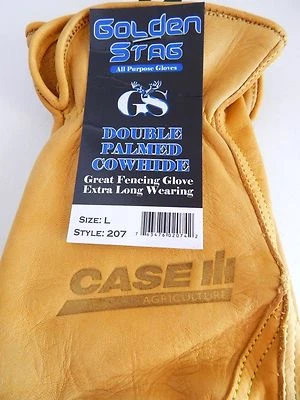 Golden
Stag
All Purpose Gloves
GS
DOUBLE
PALMED
COWHIDE
Great Fencing Glove
Extra Long Wearing
Size: L
Style: 207
CASE IH
AGRICULTURE